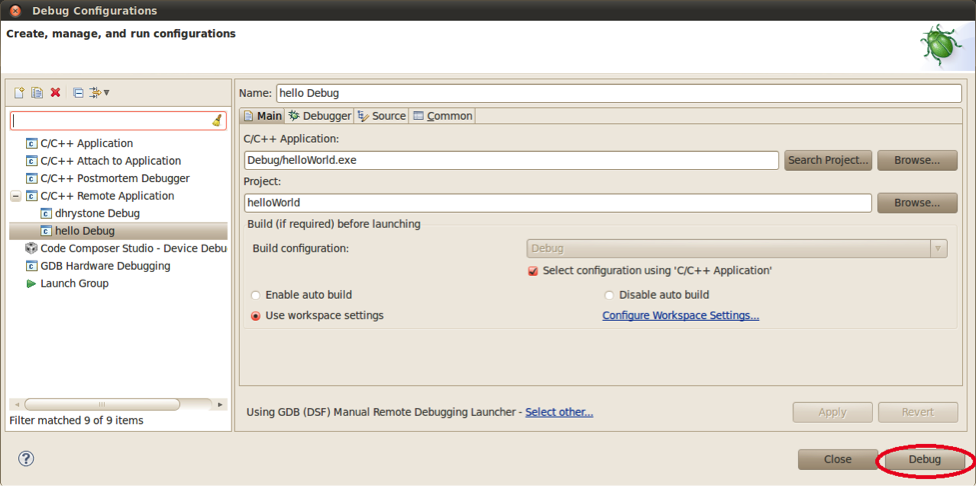 Debug Configurations
Create, manage, and run configurations
Name: hello Debug
Main Debugger Source Common
C/C++ Application
C/C++ Attach to Application
C/C++ Postmortem Debugger
C/C++ Remote Application
dhrystone Debug
hello Debug
Code Composer Studio - Device Debu
GDB Hardware Debugging
Launch Group
Filter matched 9 of 9 items
C/C++ Application:
Debug/helloWorld.exe Search Project... Browse...
Project:
helloWorld Browse...
Build (if required) before launching
Build configuration: Debug
Select configuration using 'C/C++ Application'
Enable auto build Disable auto build
Use workspace settings Configure Workspace Settings...
Using GDB (DSF) Manual Remote Debugging Launcher - Select other... Apply Revert
? Close Debug